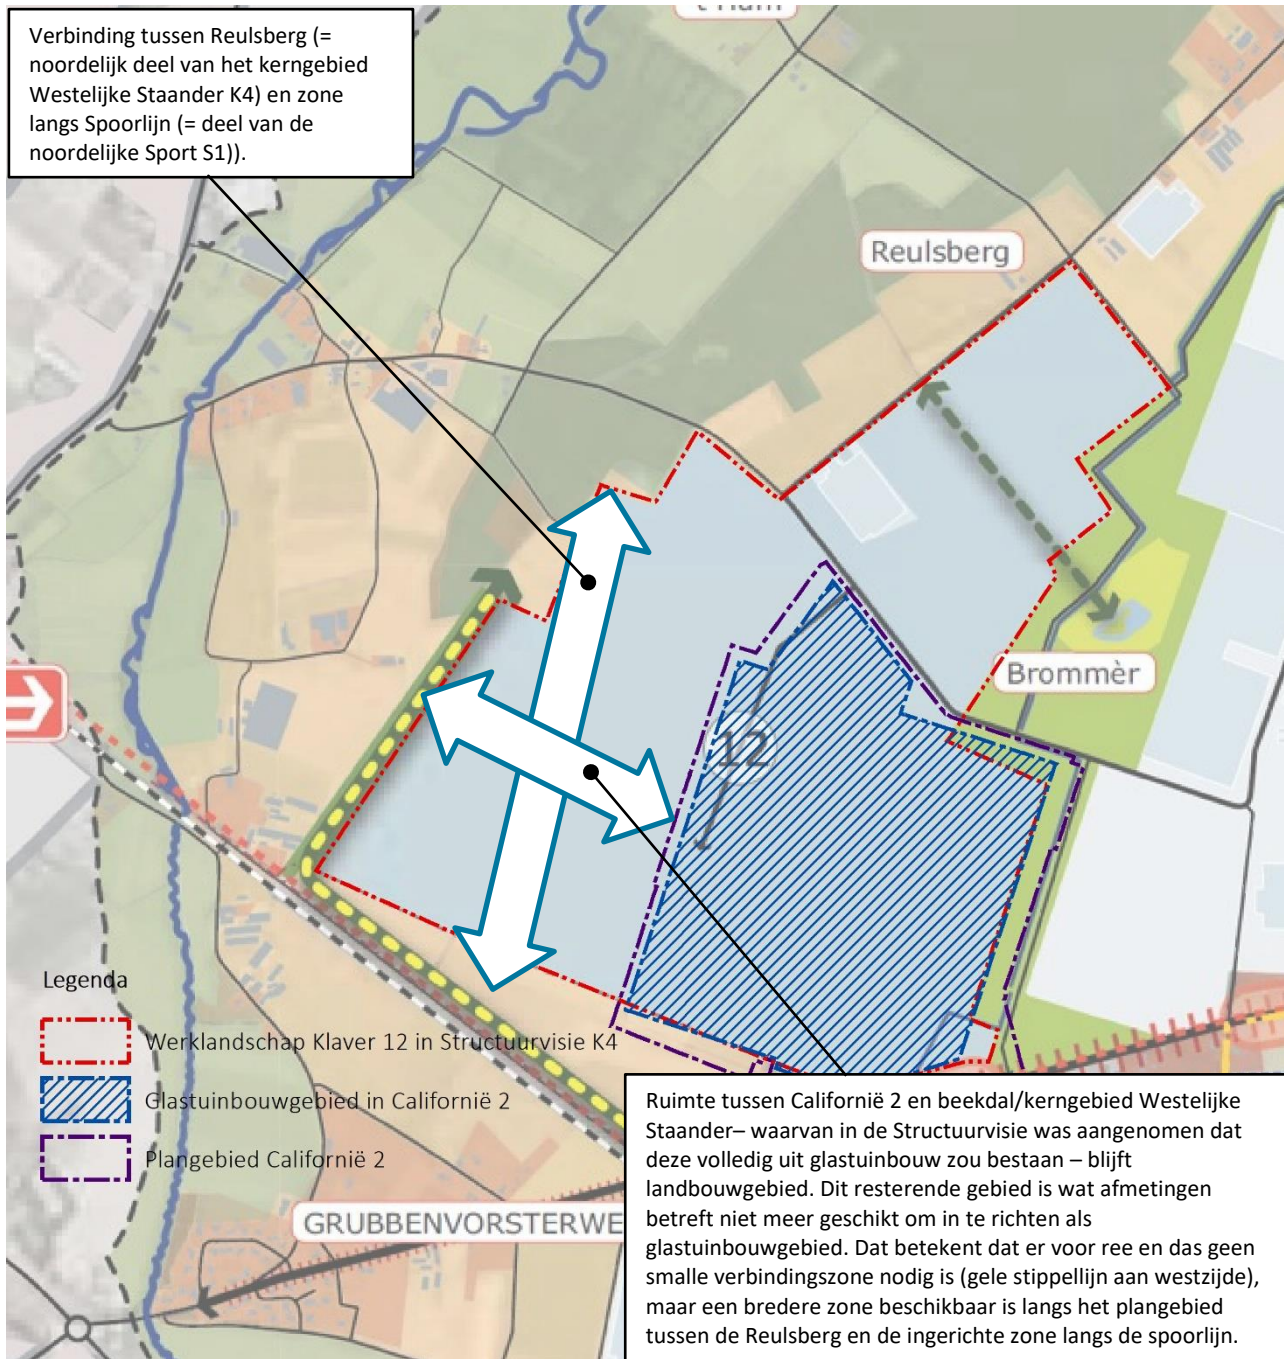 't Ham
Verbinding tussen Reulsberg (=
noordelijk deel van het kerngebied
Westelijke Staander K4) en zone
langs Spoorlijn (= deel van de
noordelijke Sport S1)).
Reulsberg
Brommèr
12
Legenda
Werklandschap Klaver 12 in Structuurvisie K4
Glastuinbouwgebied in Californië 2
Plangebied Californië 2
GRUBBENVORSTERWE
Ruimte tussen Californië 2 en beekdal/kerngebied Westelijke
Staander– waarvan in de Structuurvisie was aangenomen dat
deze volledig uit glastuinbouw zou bestaan – blijft
landbouwgebied. Dit resterende gebied is wat afmetingen
betreft niet meer geschikt om in te richten als
glastuinbouwgebied. Dat betekent dat er voor ree en das geen
smalle verbindingszone nodig is (gele stippellijn aan westzijde),
maar een bredere zone beschikbaar is langs het plangebied
tussen de Reulsberg en de ingerichte zone langs de spoorlijn.